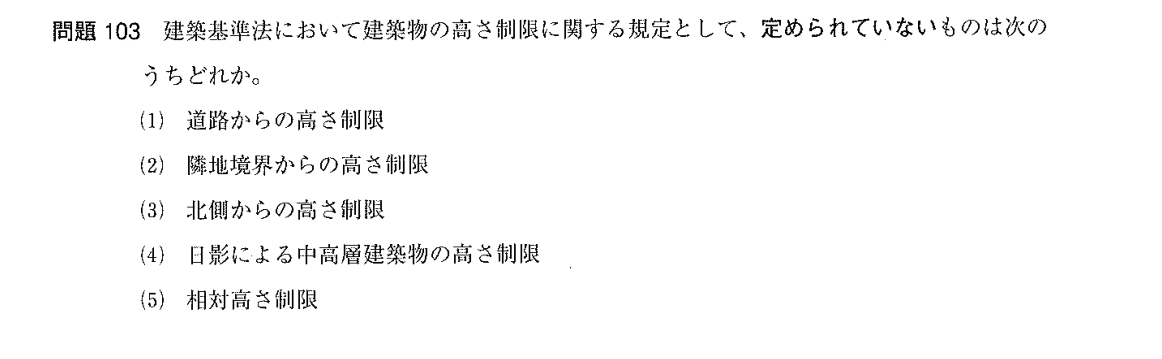 問題 103 建築基準法において建築物の高さ制限に関する規定として、定められていないものは次の
うちどれか。
(1) 道路からの高さ制限
(2) 隣地境界からの高さ制限
(3) 北側からの高さ制限
(4) 日影による中高層建築物の高さ制限
(5) 相対高さ制限